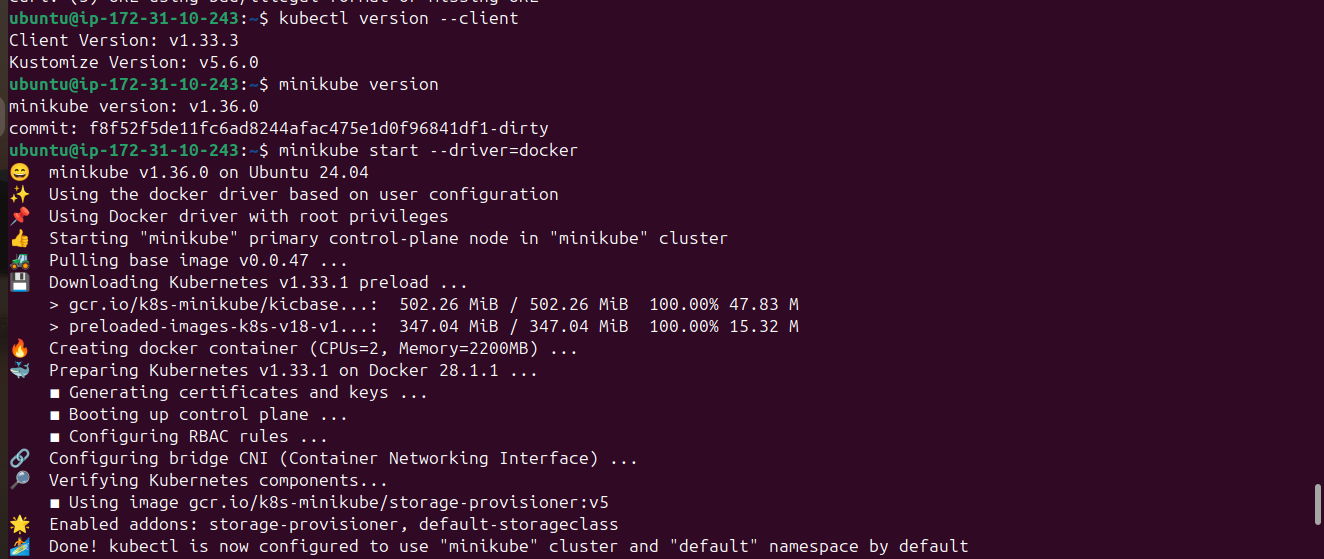 ubuntu@ip-172-31-10-243:~$ kubectl version --client
Client Version: v1.33.3
Kustomize Version: v5.6.0
ubuntu@ip-172-31-10-243:~$ minikube version
minikube version: v1.36.0
commit: f8f52f5de11fc6ad8244afac475e1d0f96841df1-dirty
ubuntu@ip-172-31-10-243:~$ minikube start --driver=docker
😄  minikube v1.36.0 on Ubuntu 24.04
✨  Using the docker driver based on user configuration
📌  Using Docker driver with root privileges
👍  Starting "minikube" primary control-plane node in "minikube" cluster
🚜  Pulling base image v0.0.47 ...
💾  Downloading Kubernetes v1.33.1 preload ...
    > gcr.io/k8s-minikube/kicbase...:  502.26 MiB / 502.26 MiB  100.00% 47.83 M
    > preloaded-images-k8s-v18-v1...:  347.04 MiB / 347.04 MiB  100.00% 15.32 M
🔥  Creating docker container (CPUs=2, Memory=2200MB) ...
🐳  Preparing Kubernetes v1.33.1 on Docker 28.1.1 ...
    ▪ Generating certificates and keys ...
    ▪ Booting up control plane ...
    ▪ Configuring RBAC rules ...
🔗  Configuring bridge CNI (Container Networking Interface) ...
🔎  Verifying Kubernetes components...
    ▪ Using image gcr.io/k8s-minikube/storage-provisioner:v5
🌟  Enabled addons: storage-provisioner, default-storageclass
🏄  Done! kubectl is now configured to use "minikube" cluster and "default" namespace by default